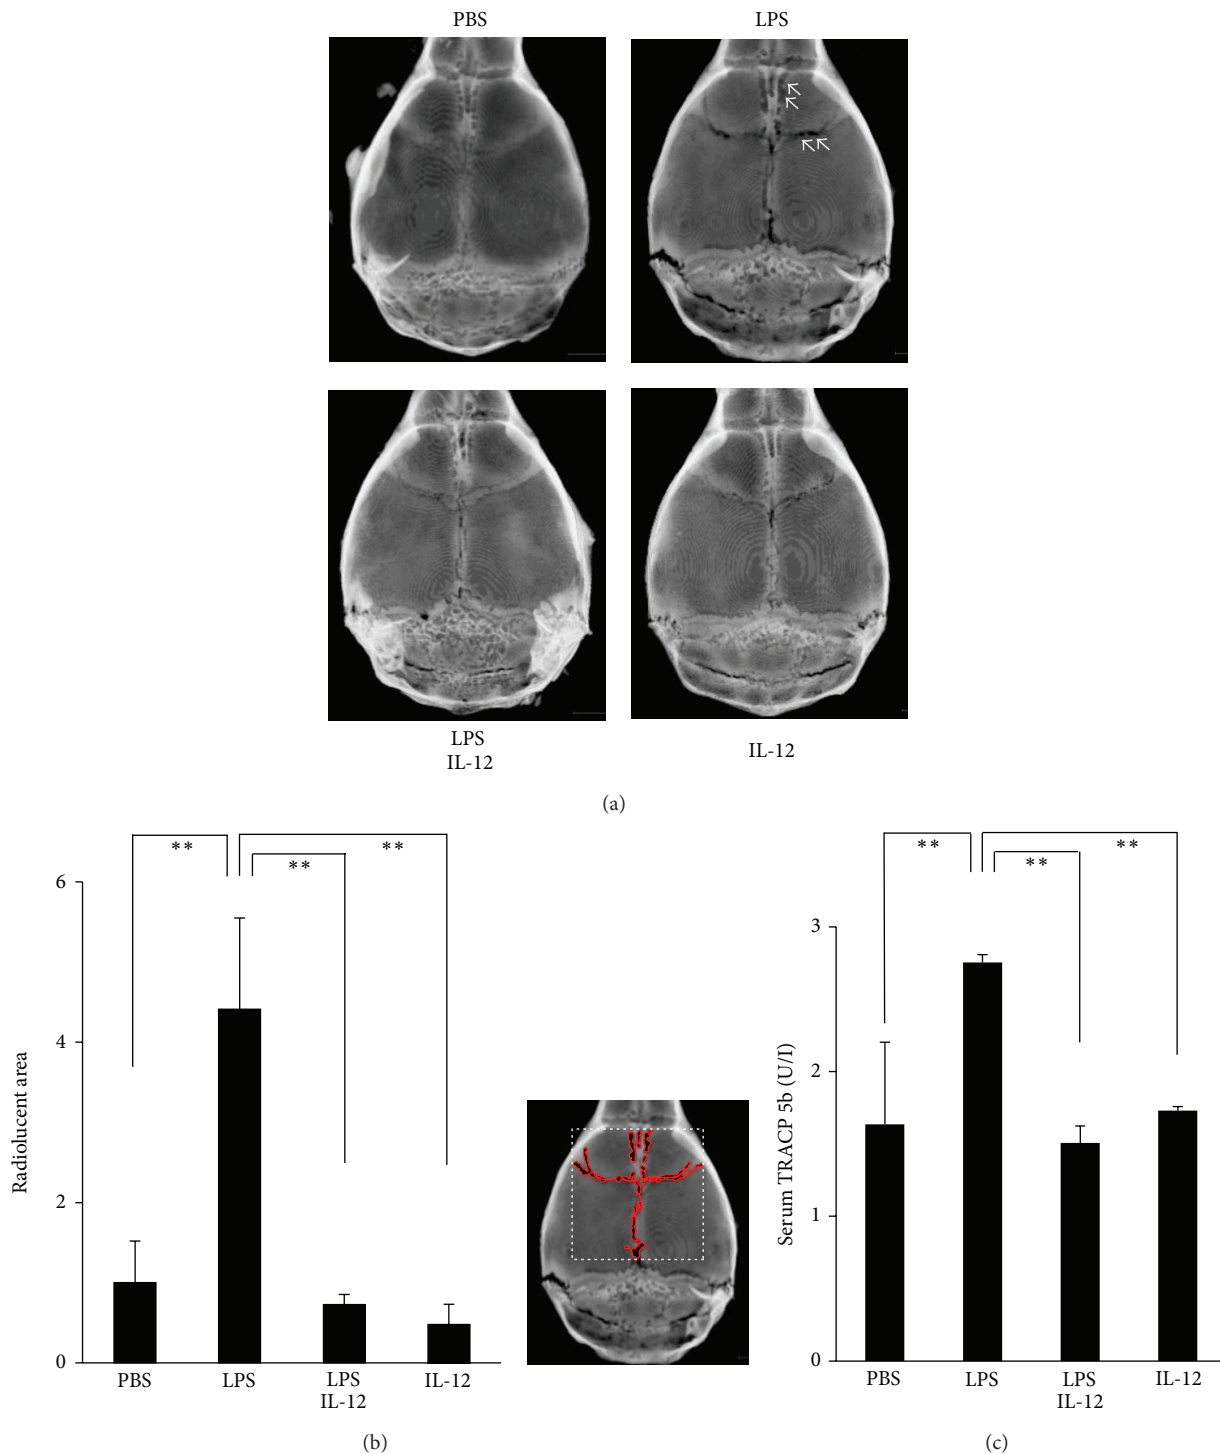 PBS
LPS
LPS
IL-12
IL-12
(a)
**
**
**
6
4
2
0
Radiolucent area
PBS
LPS
LPS
IL-12
IL-12
(b)
**
**
**
3
2
1
0
Serum TRACP 5b (U/I)
PBS
LPS
LPS
IL-12
IL-12
(c)